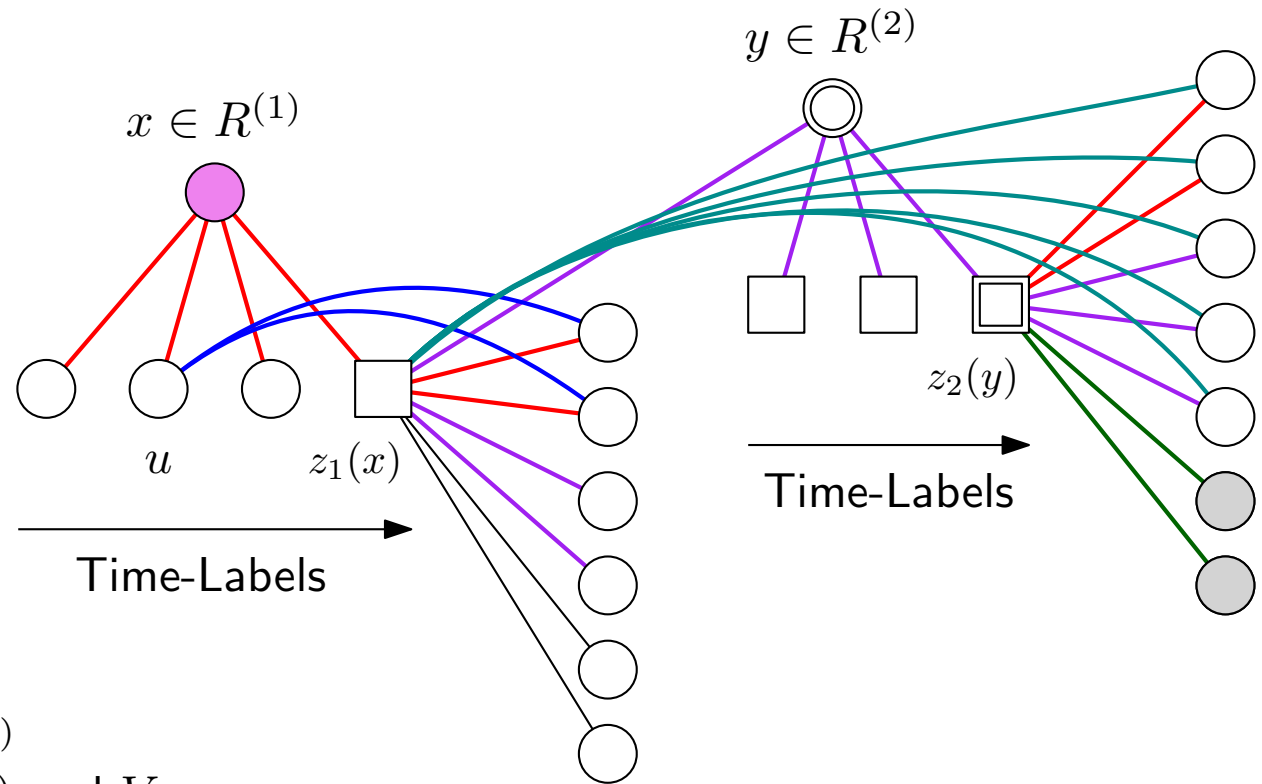 y ∈ R^{(2)}
x ∈ R^{(1)}
z_2(y)
u
z_1(x)
Time-Labels
Time-Labels
)